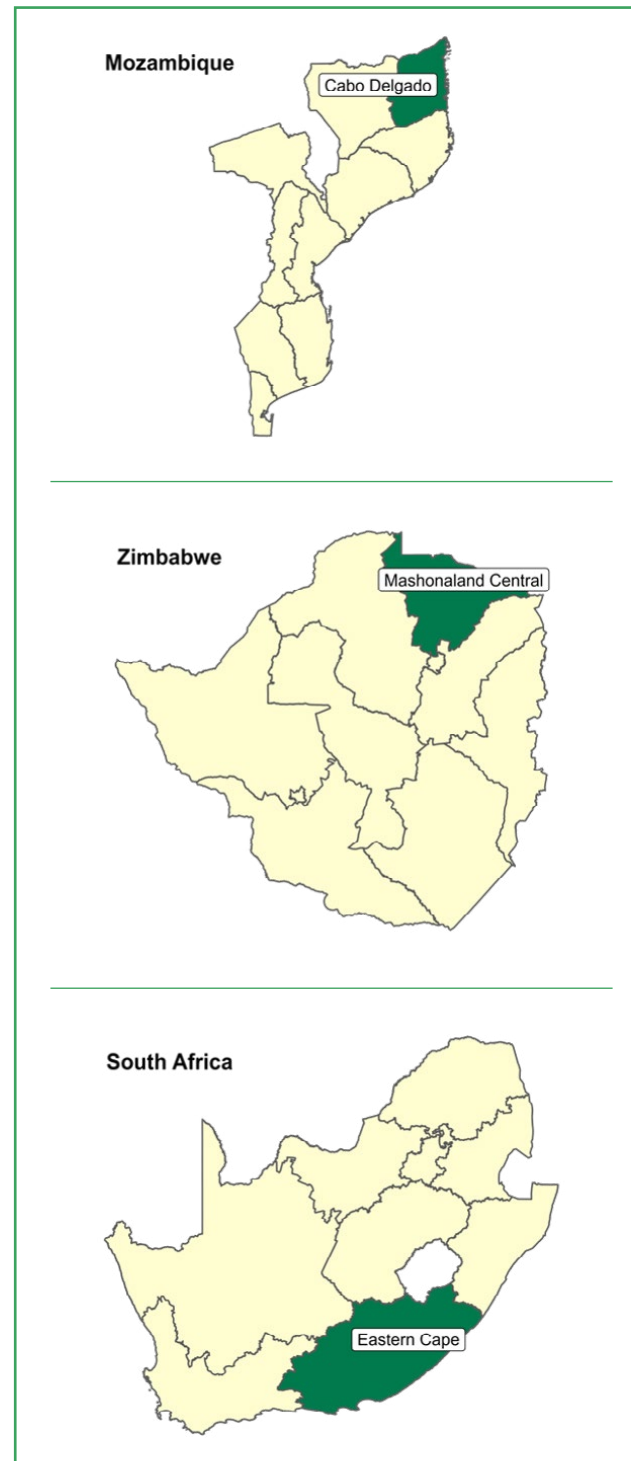 Mozambique
Cabo Delgado
Zimbabwe
Mashonaland Central
South Africa
Eastern Cape